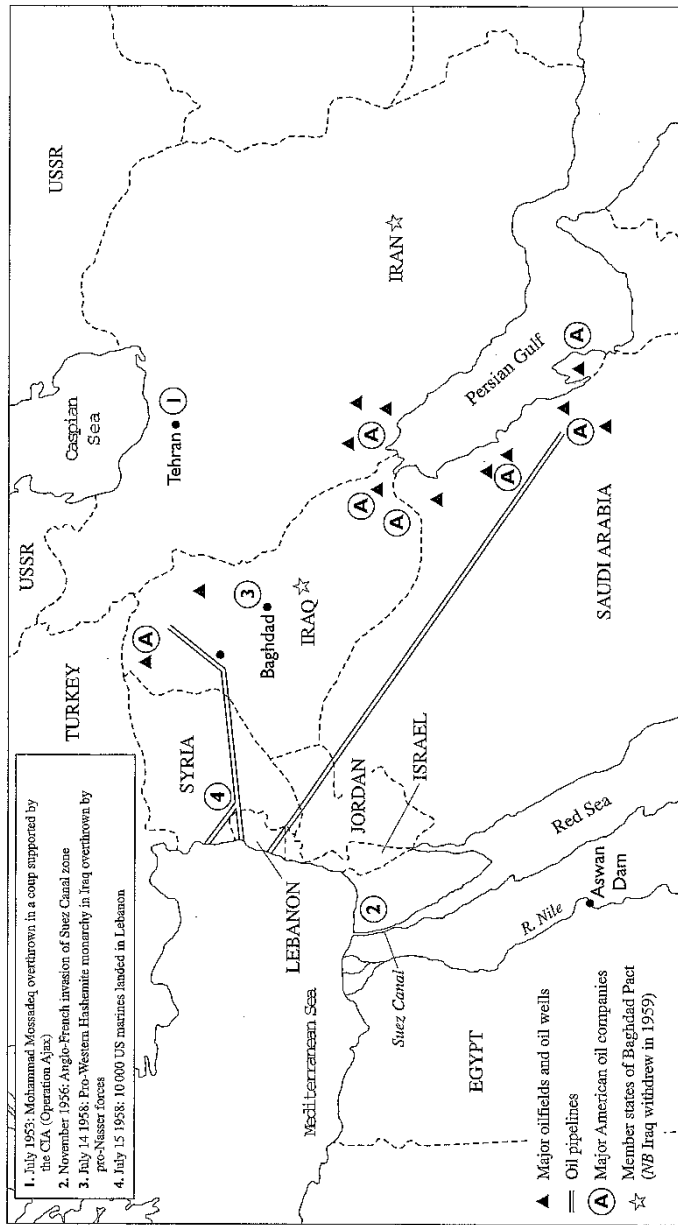 1. July 1953: Mohammad Mossadeq overthrown in a coup supported by
the CIA (Operation Ajax)
2. November 1956: Anglo-French invasion of Suez Canal zone
3. July 14 1958: Pro-Western Hashemite monarchy in Iraq overthrown by
pro-Nasser forces
4. July 15 1958: 10 000 US marines landed in Lebanon
TURKEY
USSR
Caspian
Sea
USSR
Tehran
1
SYRIA
4
A
Baghdad
3
IRAQ
IRAN
LEBANON
Mediterranean Sea
2
JORDAN
ISRAEL
A
A
A
Suez Canal
EGYPT
A
Persian Gulf
R. Nile
Red Sea
Aswan
Dam
SAUDI ARABIA
A
A
Major oilfields and oil wells
Oil pipelines
A Major American oil companies
Member states of Baghdad Pact
(NB Iraq withdrew in 1959)